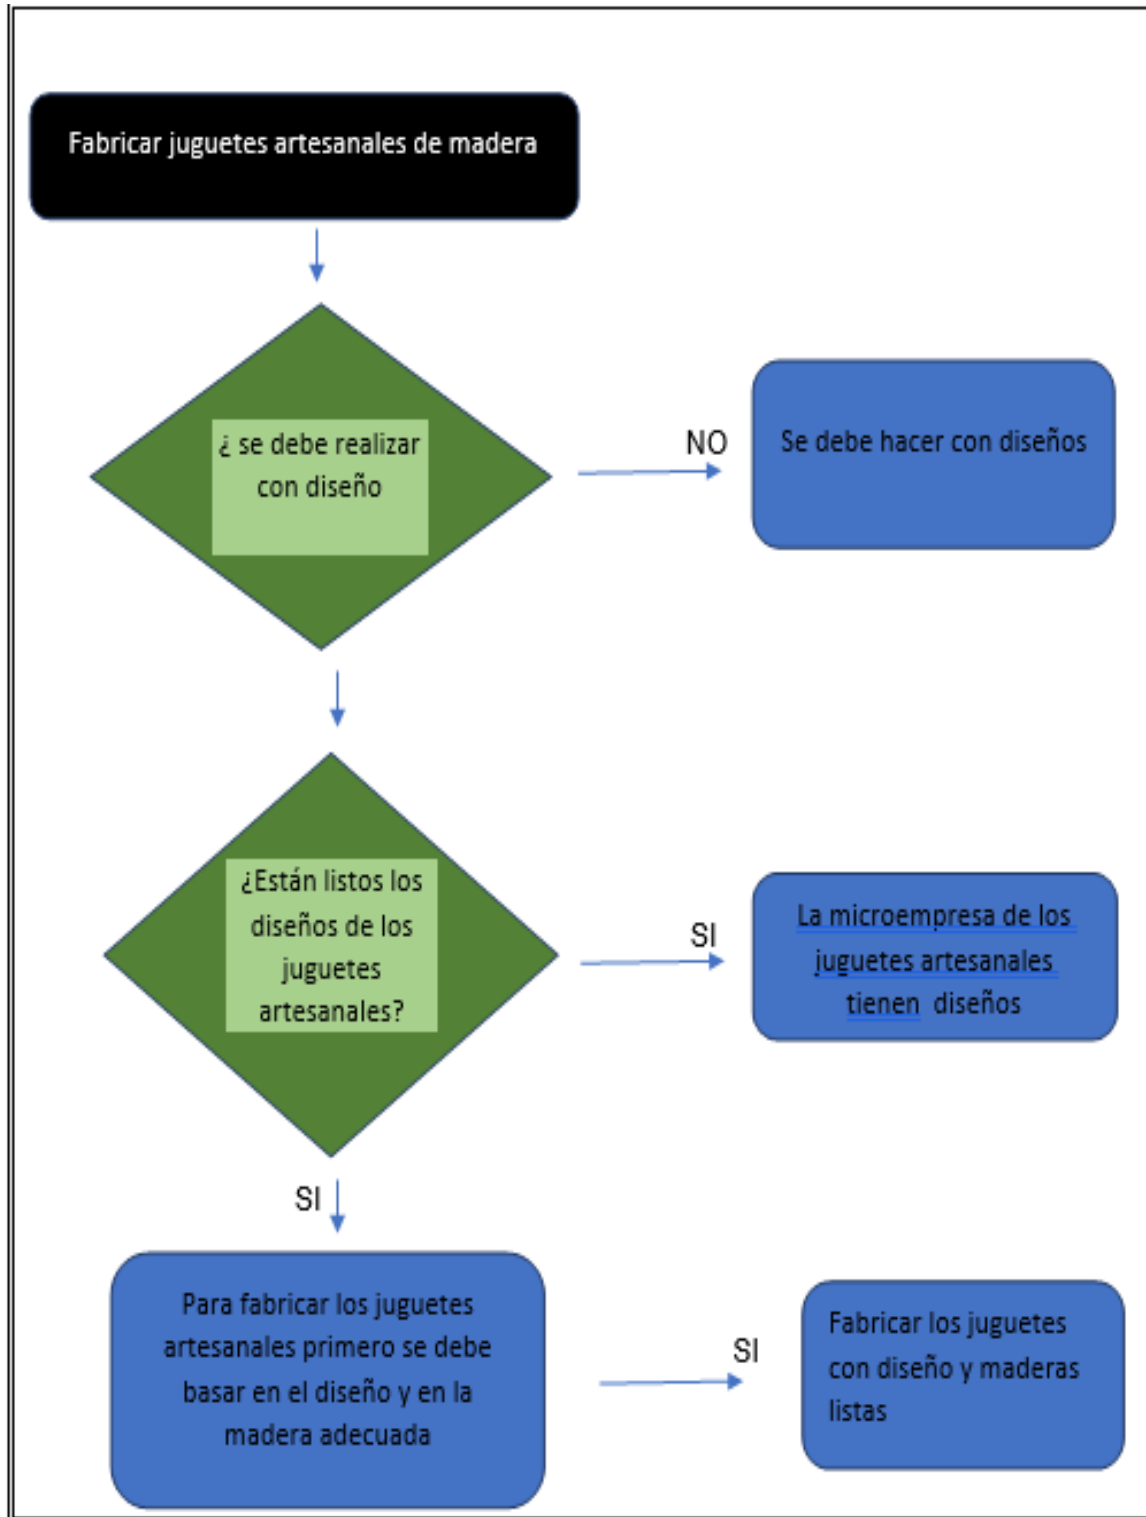 Fabricar juguetes artesanales de madera
¿ se debe realizar
con diseño
NO
Se debe hacer con diseños
¿Están listos los
diseños de los
juguetes
artesanales?
SI
La microempresa de los
juguetes artesanales
tienen diseños
SI
Para fabricar los juguetes
artesanales primero se debe
basar en el diseño y en la
madera adecuada
SI
Fabricar los juguetes
con diseño y maderas
listas